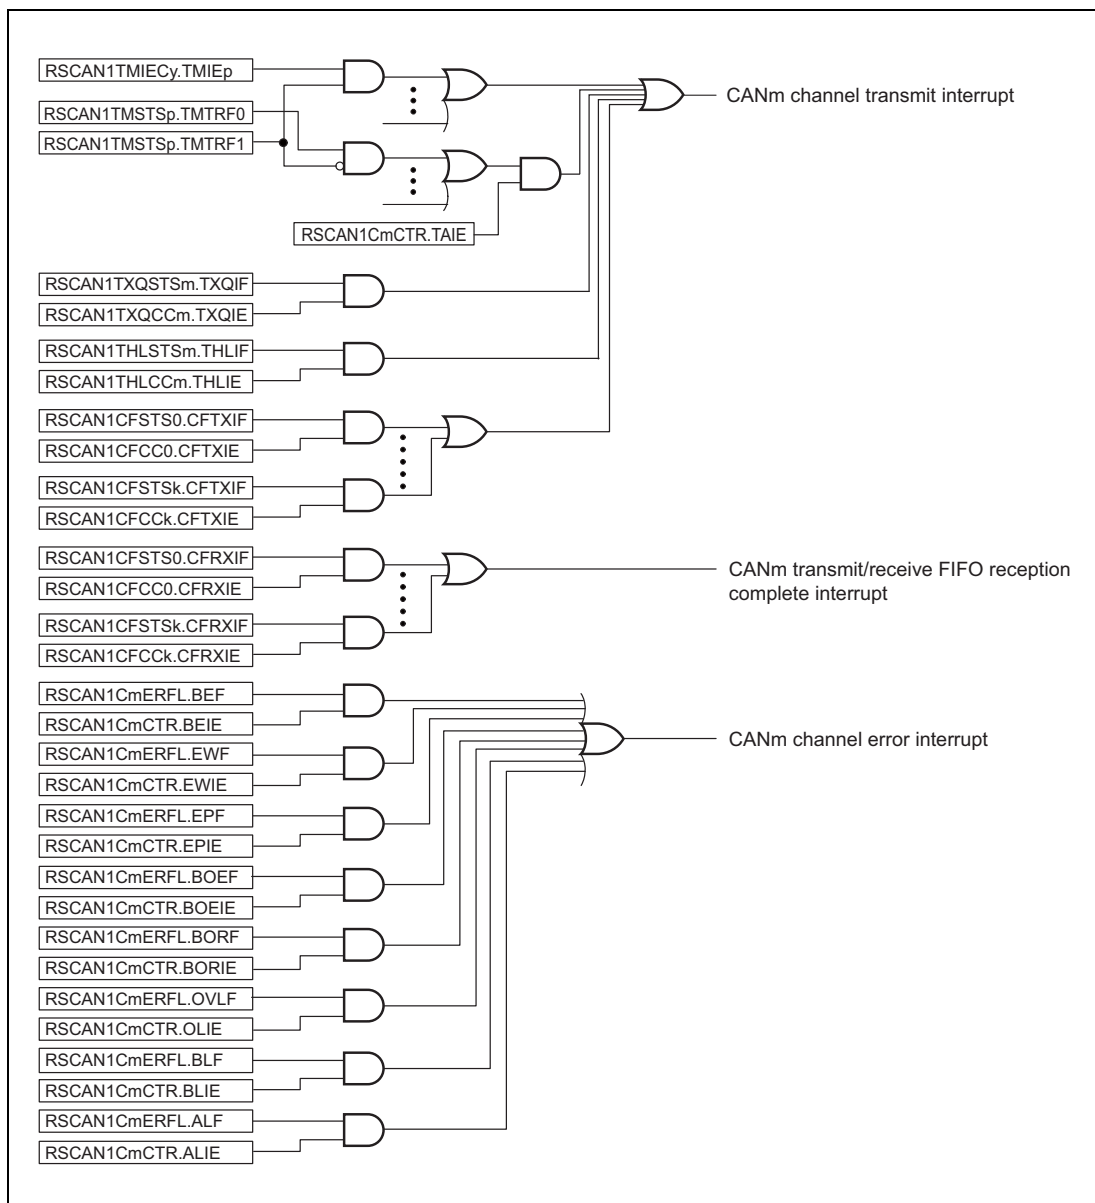 RSCAN1TMIECy.TMIEp
RSCAN1TMSTSp.TMTRF0
RSCAN1TMSTSp.TMTRF1
CANm channel transmit interrupt
RSCAN1CmCTR.TAIE
RSCAN1TXQSTSm.TXQIF
RSCAN1TXQCCm.TXQIE
RSCAN1THLSTSm.THLIF
RSCAN1THLCCm.THLIE
RSCAN1CFSTS0.CFTXIF
RSCAN1CFCC0.CFTXIE
RSCAN1CFSTSk.CFTXIF
RSCAN1CFCCk.CFTXIE
RSCAN1CFSTS0.CFRXIF
RSCAN1CFCC0.CFRXIE
RSCAN1CFSTSk.CFRXIF
RSCAN1CFCCk.CFRXIE
CANm transmit/receive FIFO reception
complete interrupt
RSCAN1CmERFL.BEF
RSCAN1CmCTR.BEIE
RSCAN1CmERFL.EWF
RSCAN1CmCTR.EWIE
RSCAN1CmERFL.EPF
RSCAN1CmCTR.EPIE
RSCAN1CmERFL.BOEF
RSCAN1CmCTR.BOEIE
RSCAN1CmERFL.BORF
RSCAN1CmCTR.BORIE
RSCAN1CmERFL.OVLF
RSCAN1CmCTR.OLIE
RSCAN1CmERFL.BLF
RSCAN1CmCTR.BLIE
RSCAN1CmERFL.ALF
RSCAN1CmCTR.ALIE
CANm channel error interrupt